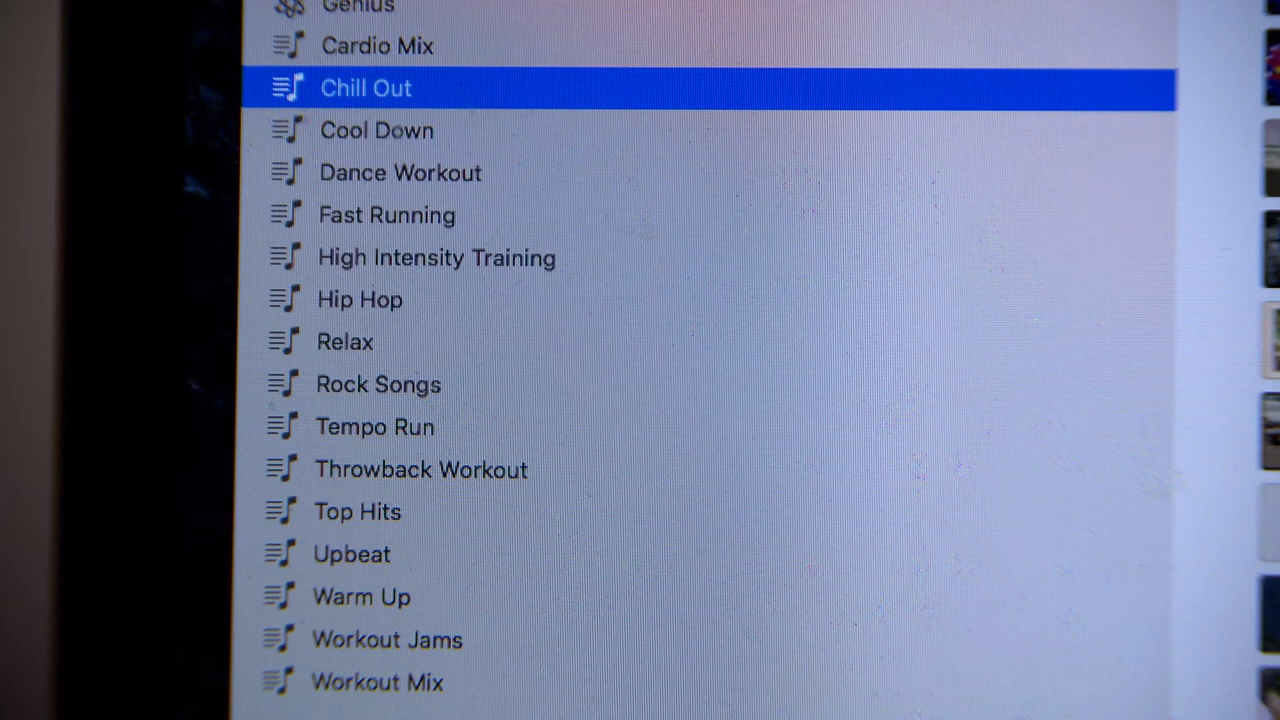 Genius
Cardio Mix
Chill Out
Cool Down
Dance Workout
Fast Running
High Intensity Training
Hip Hop
Relax
Rock Songs
Tempo Run
Throwback Workout
Top Hits
Upbeat
Warm Up
Workout Jams
Workout Mix